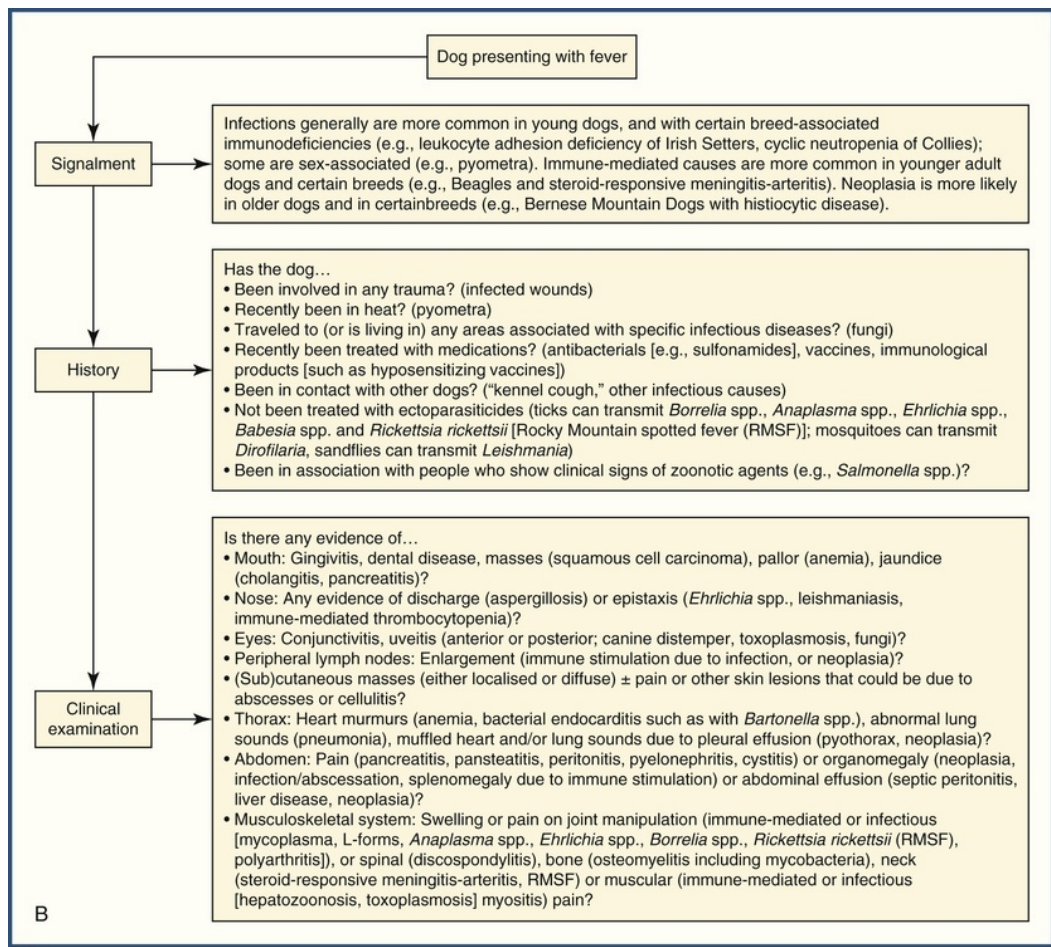 Dog presenting with fever
Signalment
Infections generally are more common in young dogs, and with certain breed-associated
immunodeficiencies (e.g., leukocyte adhesion deficiency of Irish Setters, cyclic neutropenia of Collies);
some are sex-associated (e.g., pyometra). Immune-mediated causes are more common in younger adult
dogs and certain breeds (e.g., Beagles and steroid-responsive meningitis-arteritis). Neoplasia is more likely
in older dogs and in certainbreeds (e.g., Bernese Mountain Dogs with histiocytic disease).
History
Has the dog…
• Been involved in any trauma? (infected wounds)
• Recently been in heat? (pyometra)
• Traveled to (or is living in) any areas associated with specific infectious diseases? (fungi)
• Recently been treated with medications? (antibacterials [e.g., sulfonamides], vaccines, immunological
products [such as hyposensitizing vaccines])
• Been in contact with other dogs? (“kennel cough,” other infectious causes)
• Not been treated with ectoparasiticides (ticks can transmit Borrelia spp., Anaplasma spp., Ehrlichia spp.,
Babesia spp. and Rickettsia rickettsii [Rocky Mountain spotted fever (RMSF)]; mosquitoes can transmit
Dirofilaria, sandflies can transmit Leishmania)
• Been in association with people who show clinical signs of zoonotic agents (e.g., Salmonella spp.)?
Clinical
examination
Is there any evidence of…
• Mouth: Gingivitis, dental disease, masses (squamous cell carcinoma), pallor (anemia), jaundice
(cholangitis, pancreatitis)?
• Nose: Any evidence of discharge (aspergillosis) or epistaxis (Ehrlichia spp., leishmaniasis,
immune-mediated thrombocytopenia)?
• Eyes: Conjunctivitis, uveitis (anterior or posterior; canine distemper, toxoplasmosis, fungi)?
• Peripheral lymph nodes: Enlargement (immune stimulation due to infection, or neoplasia)?
• (Sub)cutaneous masses (either localised or diffuse) ± pain or other skin lesions that could be due to
abscesses or cellulitis?
• Thorax: Heart murmurs (anemia, bacterial endocarditis such as with Bartonella spp.), abnormal lung
sounds (pneumonia), muffled heart and/or lung sounds due to pleural effusion (pyothorax, neoplasia)?
• Abdomen: Pain (pancreatitis, pansteatitis, peritonitis, pyelonephritis, cystitis) or organomegaly (neoplasia,
infection/abscessation, splenomegaly due to immune stimulation) or abdominal effusion (septic peritonitis,
liver disease, neoplasia)?
• Musculoskeletal system: Swelling or pain on joint manipulation (immune-mediated or infectious
[mycoplasma, L-forms, Anaplasma spp., Ehrlichia spp., Borrelia spp., Rickettsia rickettsii (RMSF),
polyarthritis]), or spinal (discospondylitis), bone (osteomyelitis including mycobacteria), neck
(steroid-responsive meningitis-arteritis, RMSF) or muscular (immune-mediated or infectious
[hepatozoonosis, toxoplasmosis] myositis) pain?
B